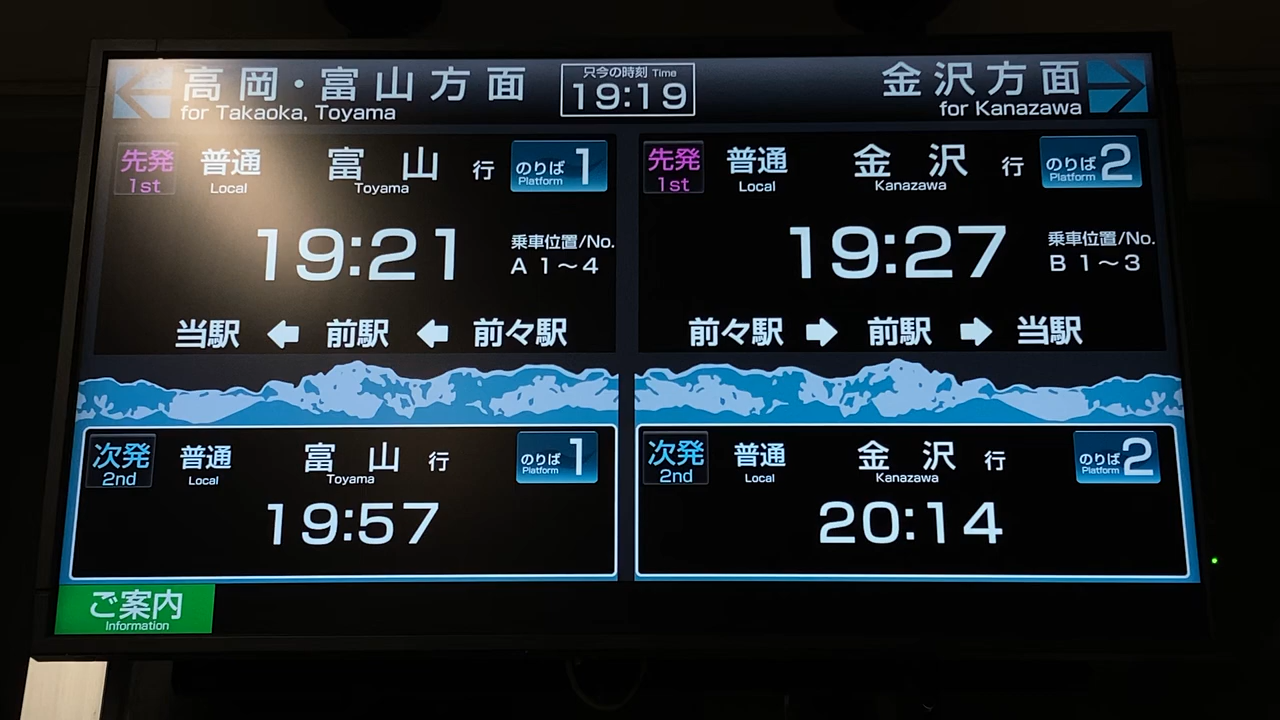 高岡・富山方面
for Takaoka, Toyama
只今の時刻 Time
19:19
金沢方面
for Kanazawa
先発
1st
普通
Local
富山 行
Toyama
のりば 1
Platform
19:21
乗車位置/No.
A 1～4
当駅 ← 前駅 ← 前々駅
先発
1st
普通
Local
金沢 行
Kanazawa
のりば 2
Platform
19:27
乗車位置/No.
B 1～3
前々駅 → 前駅 → 当駅
次発
2nd
普通
Local
富山 行
Toyama
のりば 1
Platform
19:57
次発
2nd
普通
Local
金沢 行
Kanazawa
のりば 2
Platform
20:14
ご案内
Information